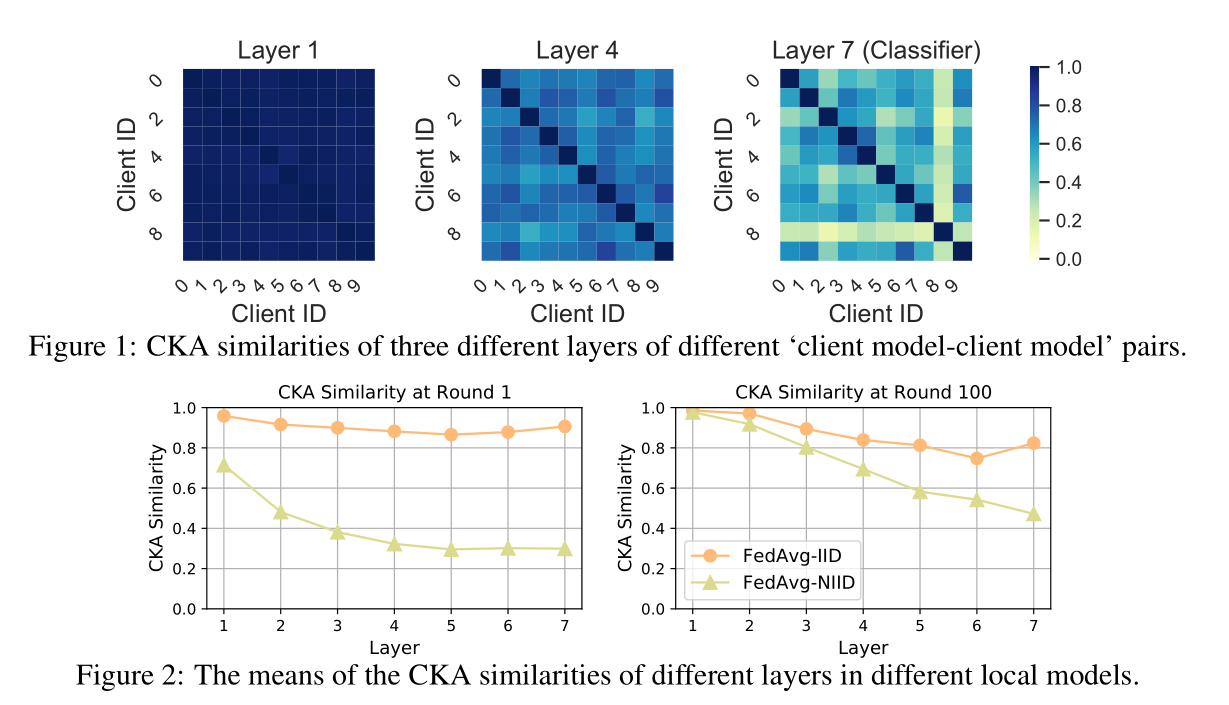 Layer 1
Layer 4
Layer 7 (Classifier)
Client ID
0
2
4
6
8
0 1 2 3 4 5 6 7 8 9
Client ID
Client ID
0
2
4
6
8
0 1 2 3 4 5 6 7 8 9
Client ID
Client ID
0
2
4
6
8
0 1 2 3 4 5 6 7 8 9
Client ID
1.0
0.8
0.6
0.4
0.2
0.0
Figure 1: CKA similarities of three different layers of different ‘client model-client model’ pairs.
CKA Similarity at Round 1
CKA Similarity
1.0
0.8
0.6
0.4
0.2
0.0
1 2 3 4 5 6 7
Layer
CKA Similarity at Round 100
CKA Similarity
1.0
0.8
0.6
0.4
0.2
0.0
FedAvg-IID
FedAvg-NIID
1 2 3 4 5 6 7
Layer
Figure 2: The means of the CKA similarities of different layers in different local models.